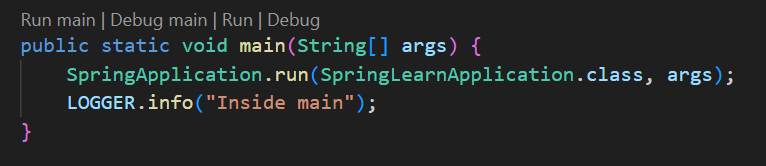 Run main | Debug main | Run | Debug
public static void main(String[] args) {
SpringApplication.run(SpringLearnApplication.class, args);
LOGGER.info("Inside main");
}